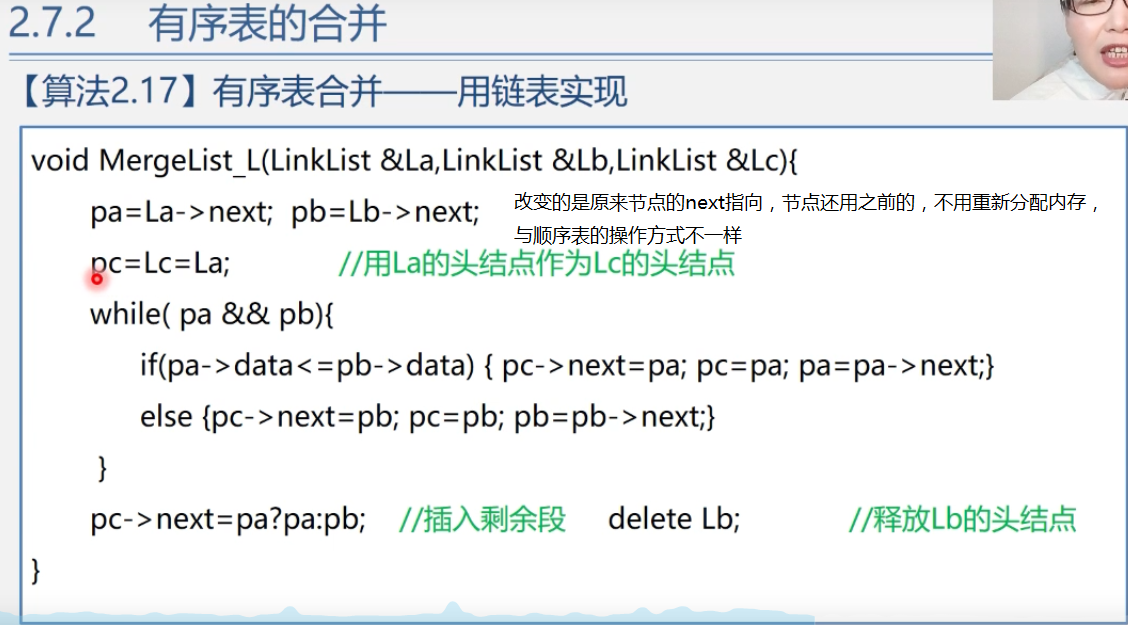 2.7.2 有序表的合并
【算法2.17】有序表合并——用链表实现
void MergeList_L(LinkList &La,LinkList &Lb,LinkList &Lc){
pa=La->next; pb=Lb->next;
改变的是原来节点的next指向，节点还用之前的，不用重新分配内存，
与顺序表的操作方式不一样
pc=Lc=La; //用La的头结点作为Lc的头结点
while( pa && pb){
if(pa->data<=pb->data) { pc->next=pa; pc=pa; pa=pa->next;}
else {pc->next=pb; pc=pb; pb=pb->next;}
}
pc->next=pa?pa:pb; //插入剩余段 delete Lb; //释放Lb的头结点
}